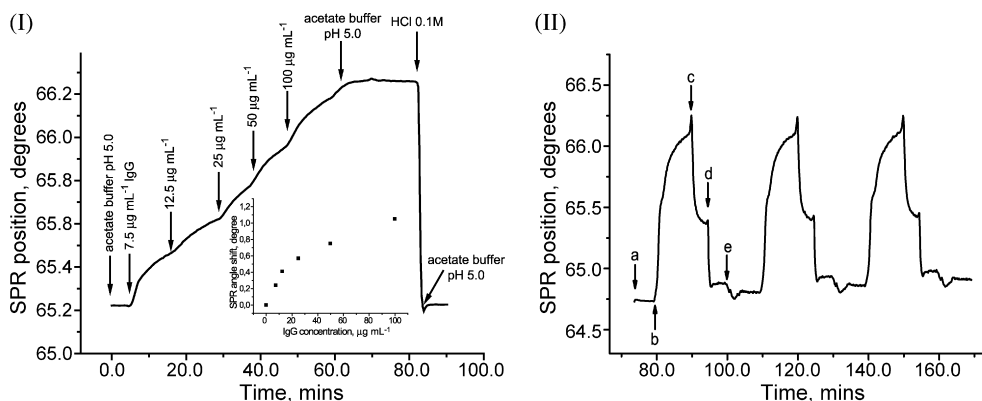 (I)
SPR position, degrees
66.2
66.0
65.8
65.6
65.4
65.2
65.0
0.0
20.0
40.0
60.0
80.0
100.0
Time, mins
acetate buffer pH 5.0
7.5 µg mL-1 IgG
12.5 µg mL-1
25 µg mL-1
50 µg mL-1
100 µg mL-1
acetate buffer
pH 5.0
HCl 0.1M
acetate buffer
pH 5.0
SPR angle shift, degree
1,2
1,0
0,8
0,6
0,4
0,2
0,0
0
20
40
60
80
100
IgG concentration, µg mL-1
(II)
SPR position, degrees
66.5
66.0
65.5
65.0
64.5
80.0
100.0
120.0
140.0
160.0
Time, mins
a
b
c
d
e